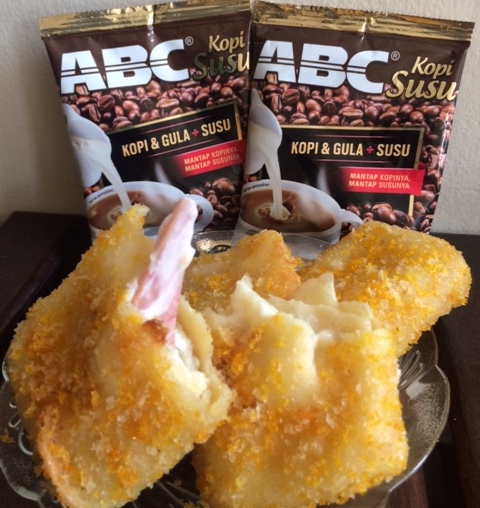 ABC®
Kopi
Susu
KOPI & GULA + SUSU
MANTAP KOPINYA,
MANTAP SUSUNYA
ABC®
Kopi
Susu
KOPI & GULA + SUSU
MANTAP KOPINYA,
MANTAP SUSUNYA